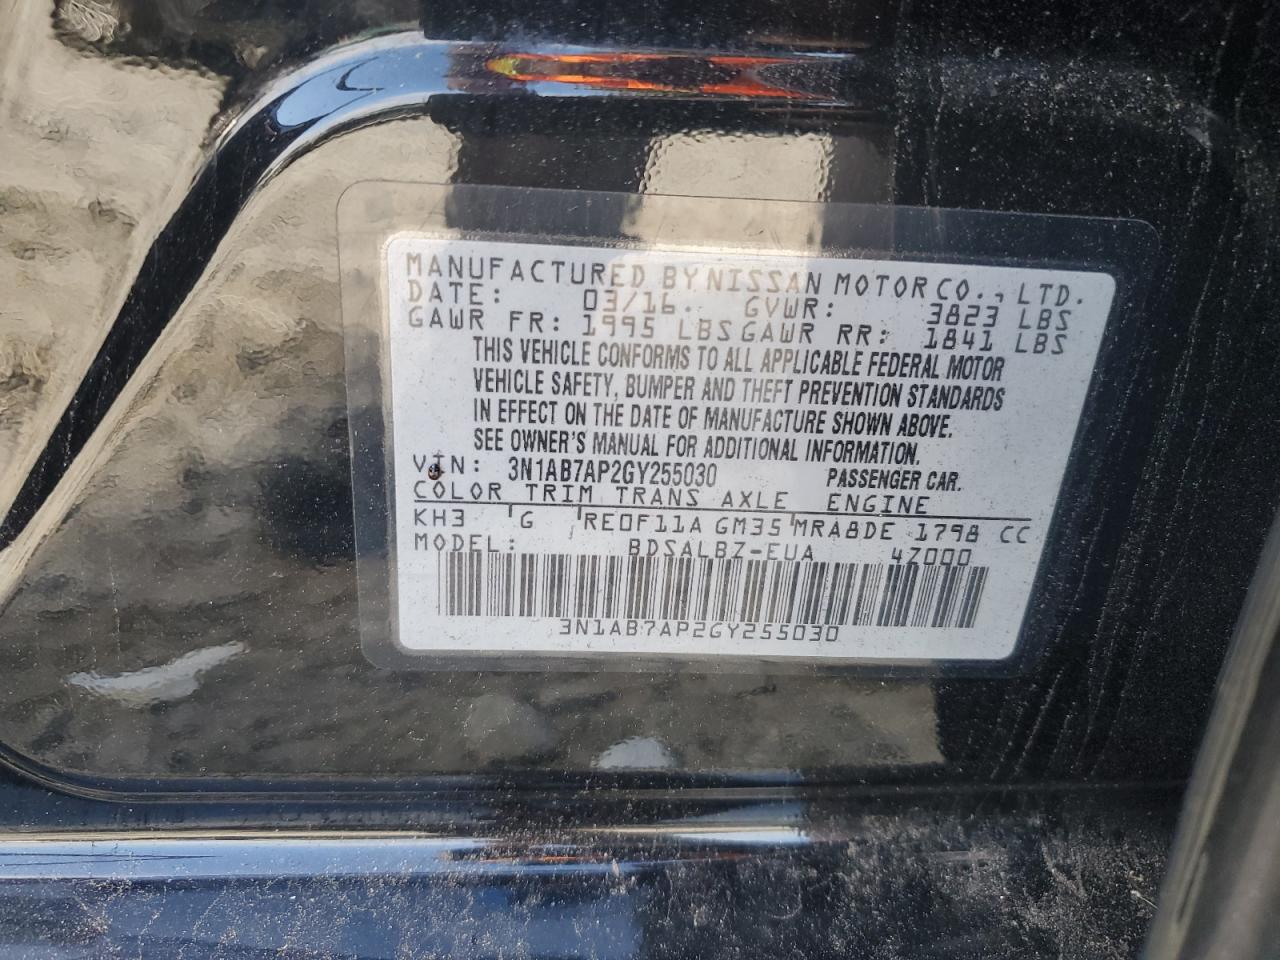 MANUFACTURED BY NISSAN MOTOR CO., LTD.
DATE: 03/16 GVWR: 3823 LBS
GAWR FR: 1995 LBS GAWR RR: 1841 LBS
THIS VEHICLE CONFORMS TO ALL APPLICABLE FEDERAL MOTOR
VEHICLE SAFETY, BUMPER AND THEFT PREVENTION STANDARDS
IN EFFECT ON THE DATE OF MANUFACTURE SHOWN ABOVE.
SEE OWNER'S MANUAL FOR ADDITIONAL INFORMATION.
VIN: 3N1AB7AP2GY255030 PASSENGER CAR.
COLOR TRIM TRANS AXLE ENGINE
KH3 G RE0F11A GM35 MRA8DE 1798 CC
MODEL: BDSALBZ-EUA 4Z000
3N1AB7AP2GY255030